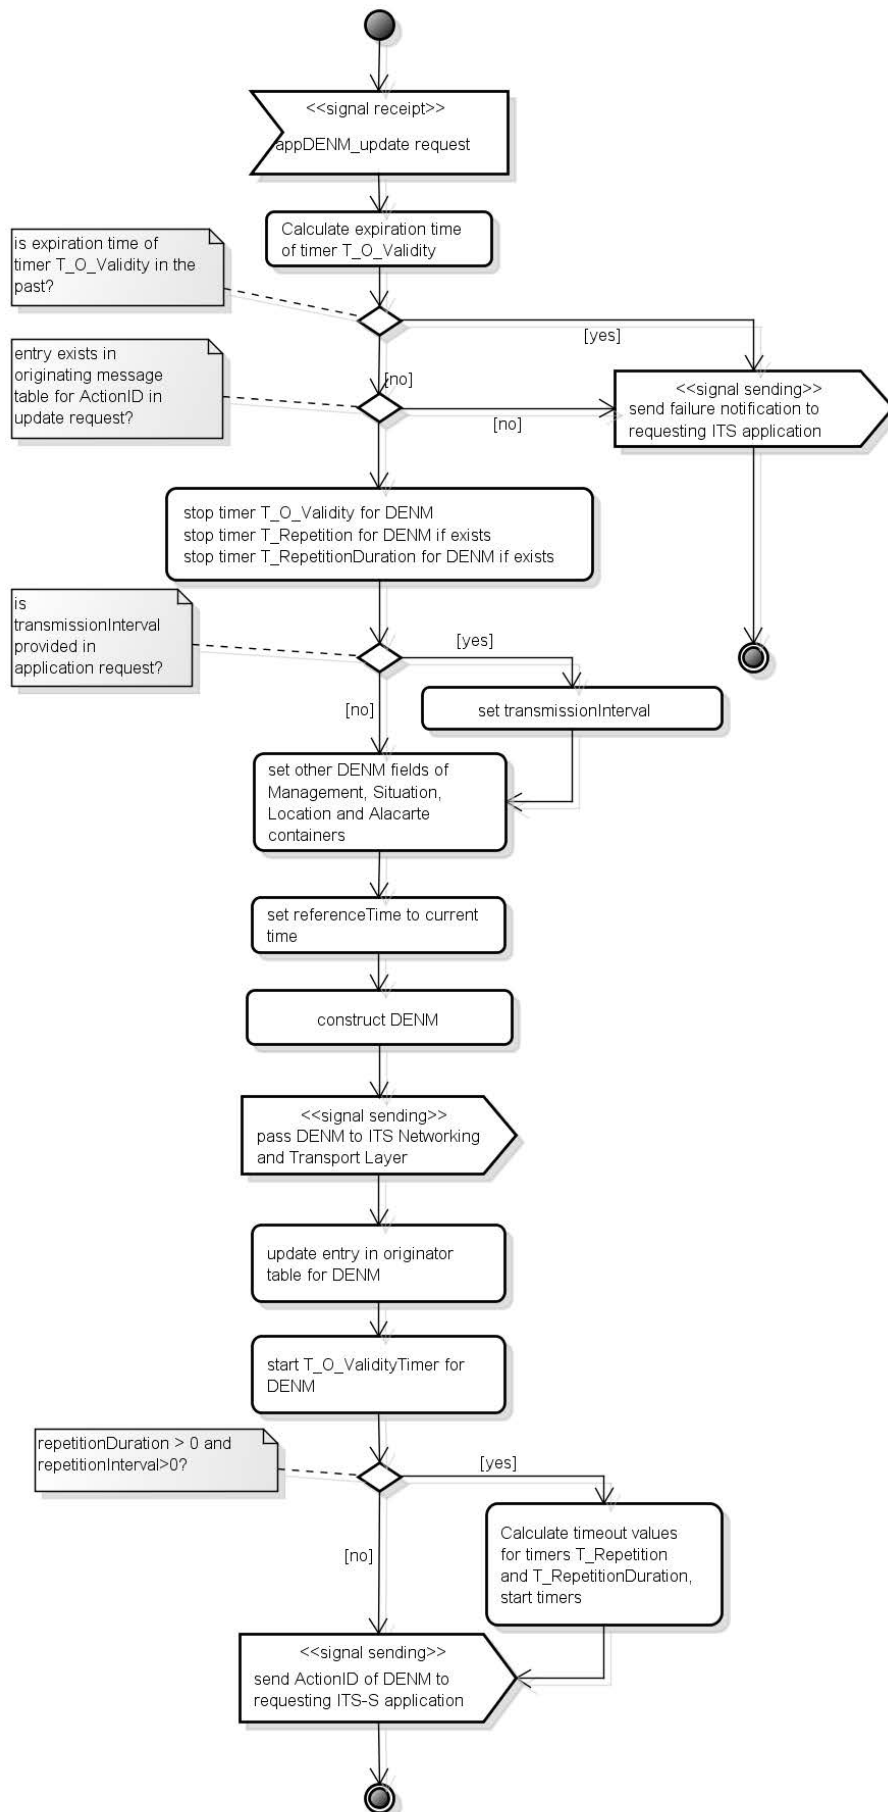 <<signal receipt>>
appDENM_update request
Calculate expiration time
of timer T_O_Validity
is expiration time of
timer T_O_Validity in the
past?
[yes]
entry exists in
originating message
table for ActionID in
update request?
[no]
[no]
<<signal sending>>
send failure notification to
requesting ITS application
stop timer T_O_Validity for DENM
stop timer T_Repetition for DENM if exists
stop timer T_RepetitionDuration for DENM if exists
is
transmissionInterval
provided in
application request?
[yes]
set transmissionInterval
[no]
set other DENM fields of
Management, Situation,
Location and Alacarte
containers
set referenceTime to current
time
construct DENM
<<signal sending>>
pass DENM to ITS Networking
and Transport Layer
update entry in originator
table for DENM
start T_O_ValidityTimer for
DENM
repetitionDuration > 0 and
repetitionInterval>0?
[yes]
Calculate timeout values
for timers T_Repetition
and T_RepetitionDuration,
start timers
[no]
<<signal sending>>
send ActionID of DENM to
requesting ITS-S application